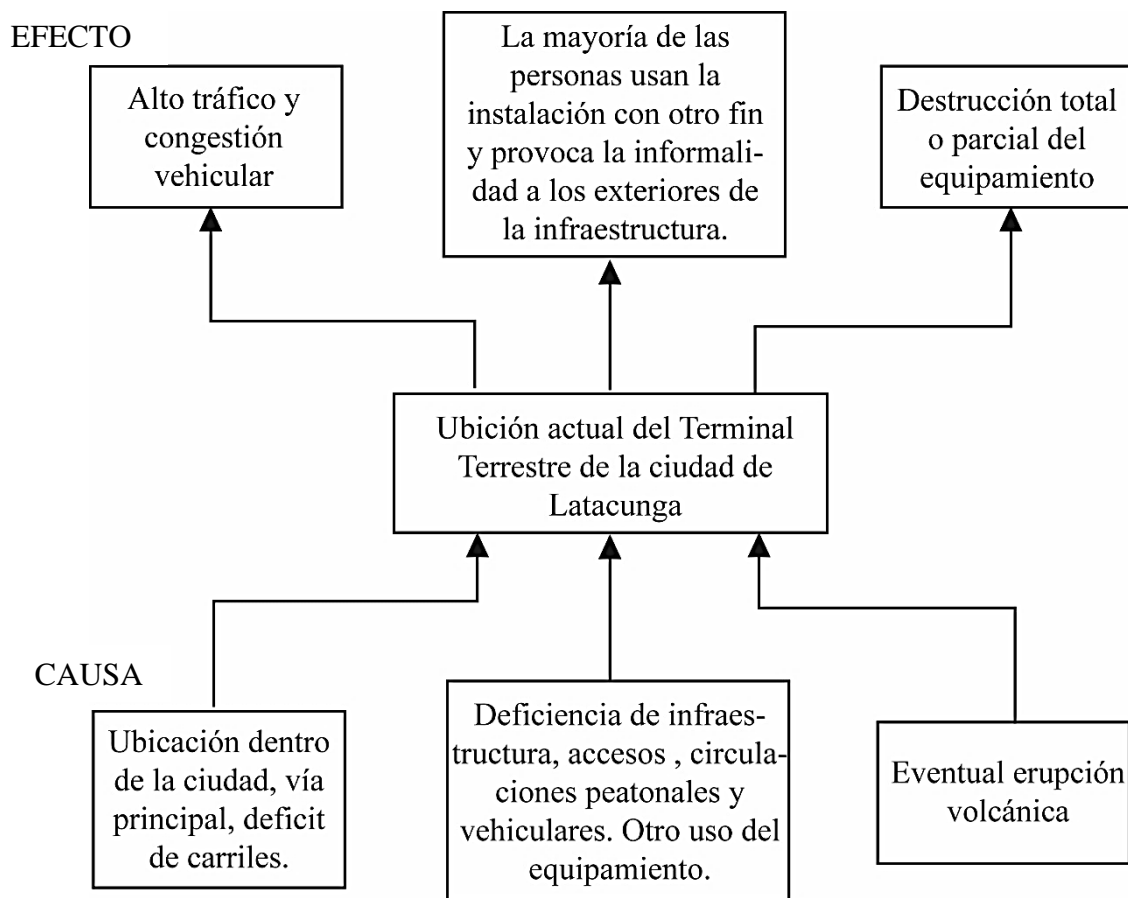 EFECTO
Alto tráfico y
congestión
vehicular
La mayoría de las
personas usan la
instalación con otro fin
y provoca la informali-
dad a los exteriores de
la infraestructura.
Destrucción total
o parcial del
equipamiento
Ubición actual del Terminal
Terrestre de la ciudad de
Latacunga
CAUSA
Ubicación dentro
de la ciudad, vía
principal, deficit
de carriles.
Deficiencia de infraes-
tructura, accesos , circula-
ciones peatonales y
vehiculares. Otro uso del
equipamiento.
Eventual erupción
volcánica